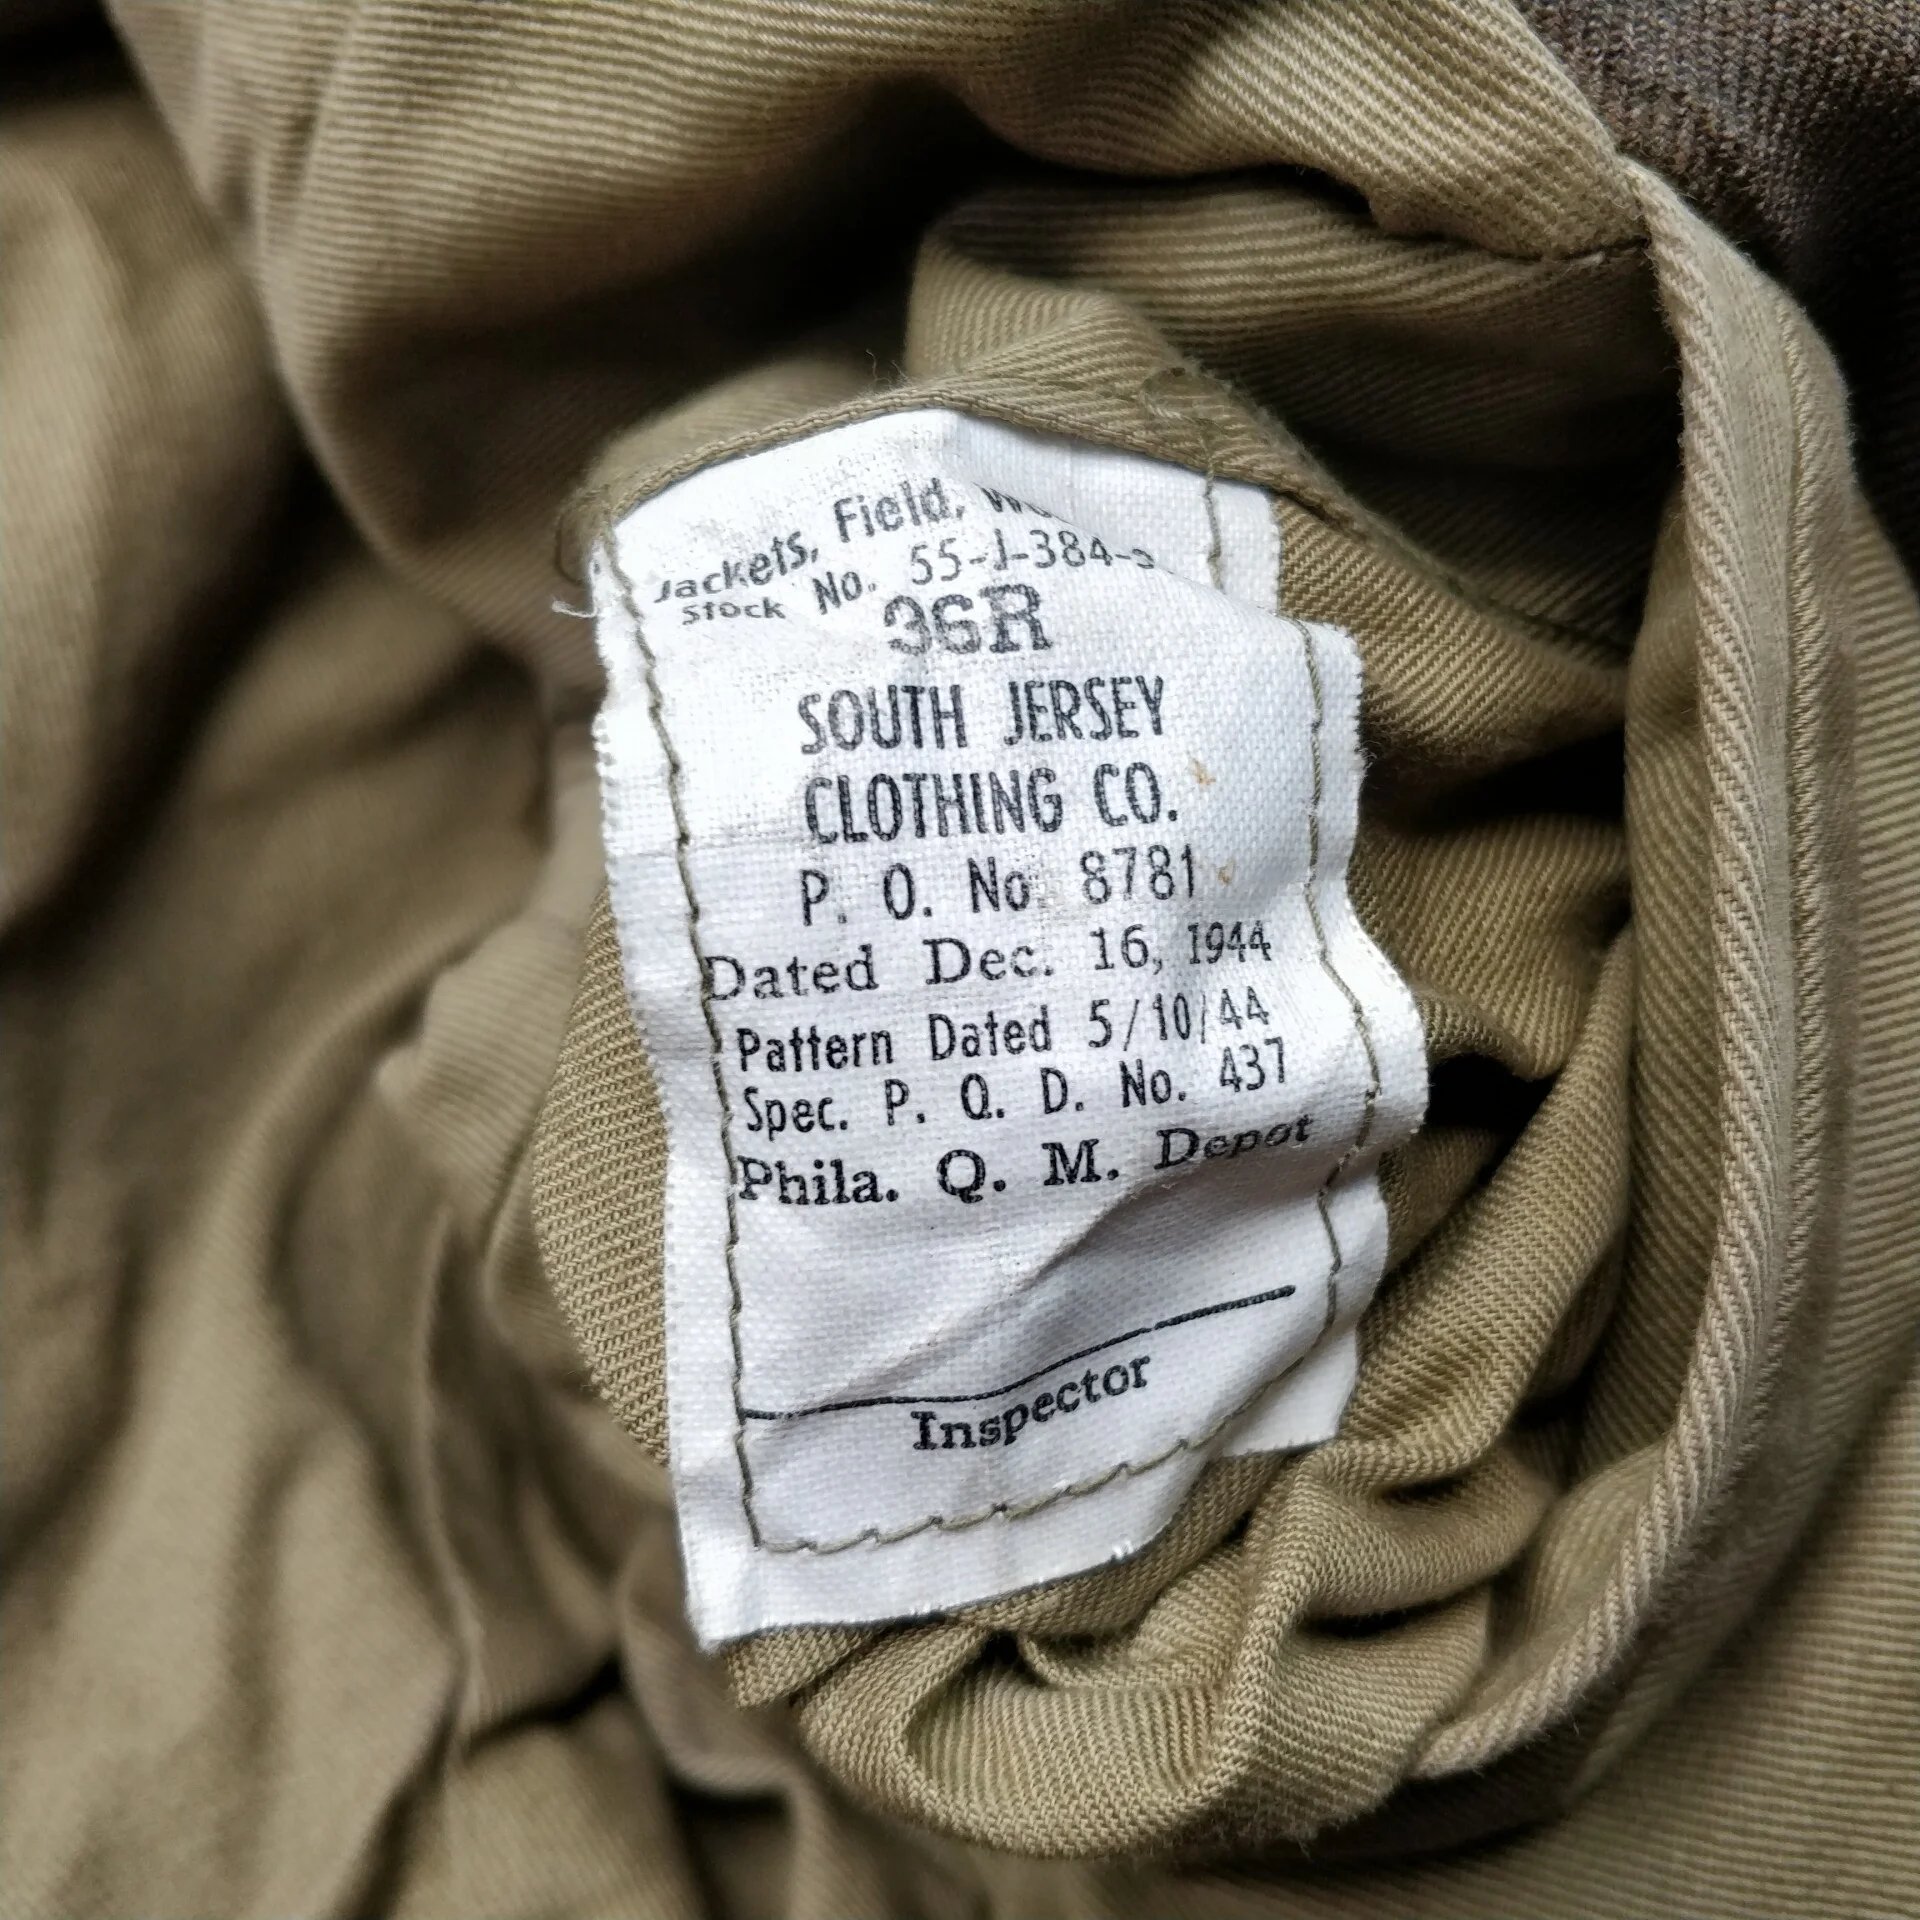 Jackets, Field,
Stock No. 55-J-384-
36R
SOUTH JERSEY
CLOTHING CO.
P. O. No. 8781
Dated Dec. 16, 1944
Pattern Dated 5/10/44
Spec. P. Q. D. No. 437
Phila. Q. M. Depot
Inspector